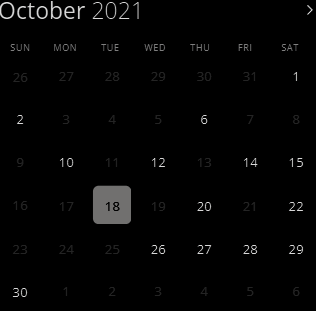 October 2021
SUN MON TUE WED THU FRI SAT
26 27 28 29 30 31 1
2 3 4 5 6 7 8
9 10 11 12 13 14 15
16 17 18 19 20 21 22
23 24 25 26 27 28 29
30 1 2 3 4 5 6